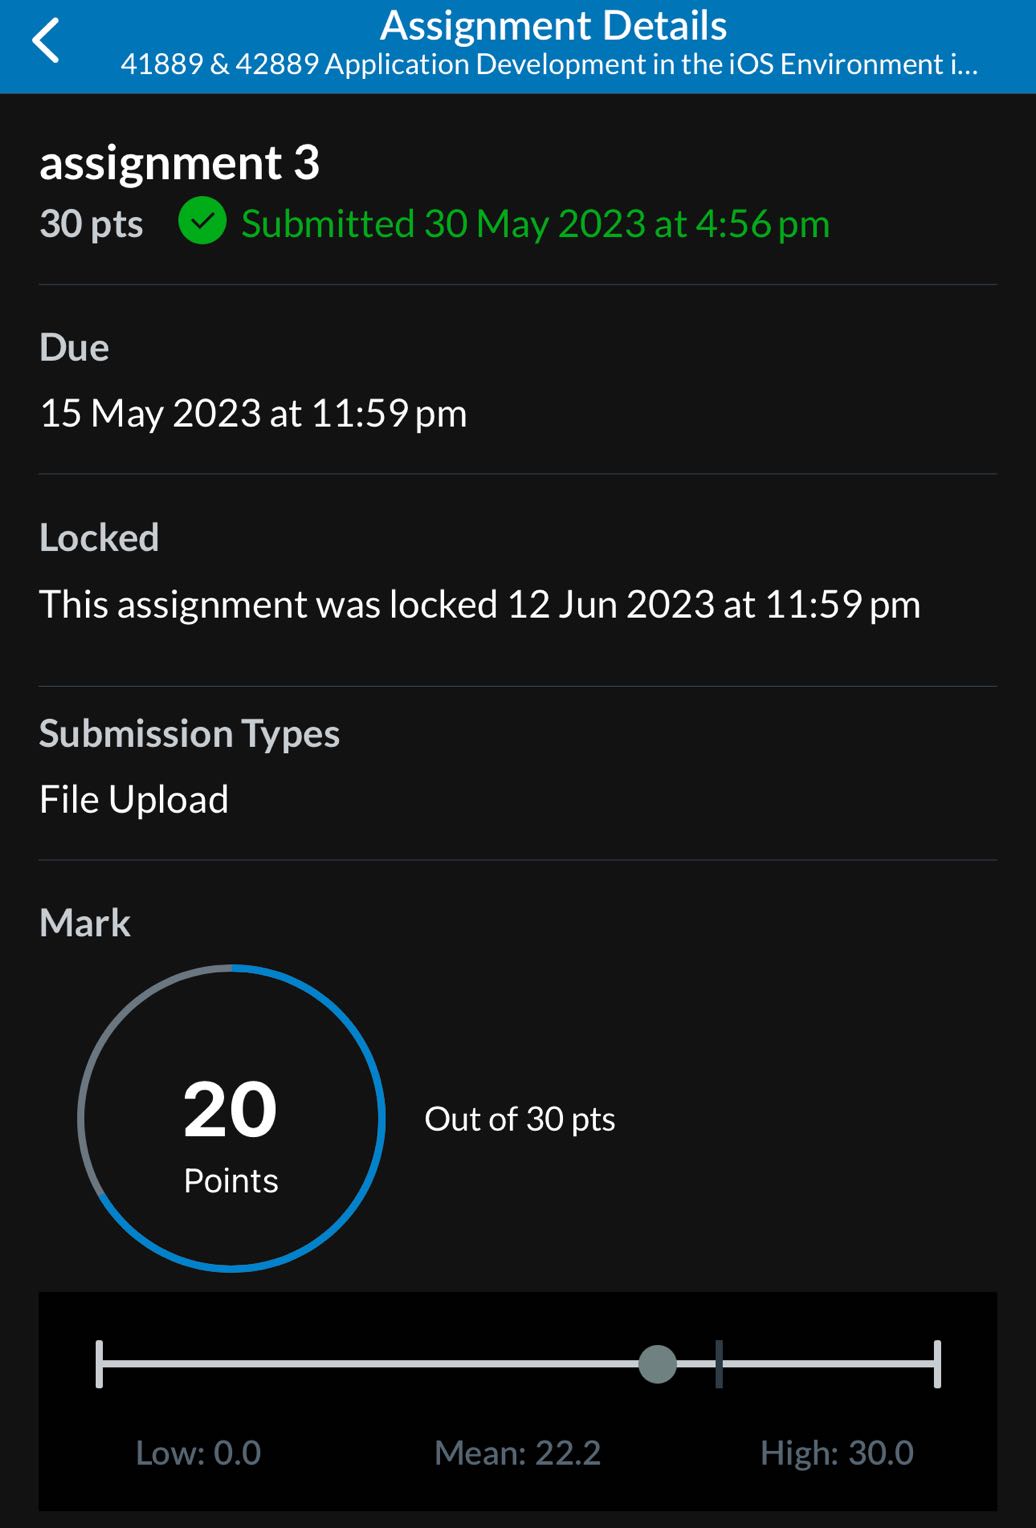 Assignment Details
41889 & 42889 Application Development in the iOS Environment i...
assignment 3
30 pts Submitted 30 May 2023 at 4:56 pm
Due
15 May 2023 at 11:59 pm
Locked
This assignment was locked 12 Jun 2023 at 11:59 pm
Submission Types
File Upload
Mark
20
Points
Out of 30 pts
Low: 0.0 Mean: 22.2 High: 30.0